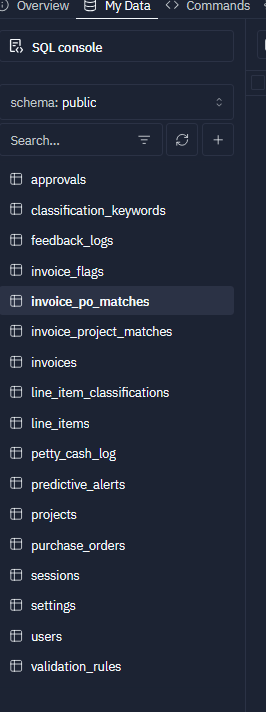 Overview My Data Commands
SQL console
schema: public
Search...
approvals
classification_keywords
feedback_logs
invoice_flags
invoice_po_matches
invoice_project_matches
invoices
line_item_classifications
line_items
petty_cash_log
predictive_alerts
projects
purchase_orders
sessions
settings
users
validation_rules